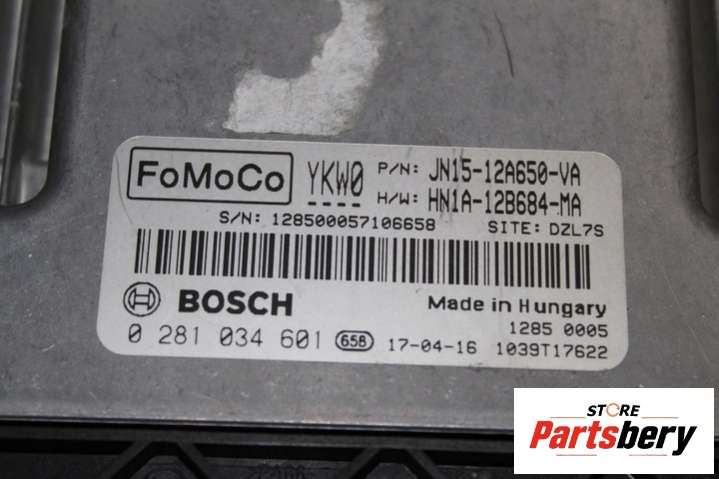 FoMoCo
YKW0
P/N: JN15-12A650-VA
H/W: HN1A-12B684-MA
S/N: 128500057106658
SITE: DZL7S
BOSCH
Made in Hungary
1285 0005
0 281 034 601
658
17-04-16
1039T17622
STORE
Partsbery